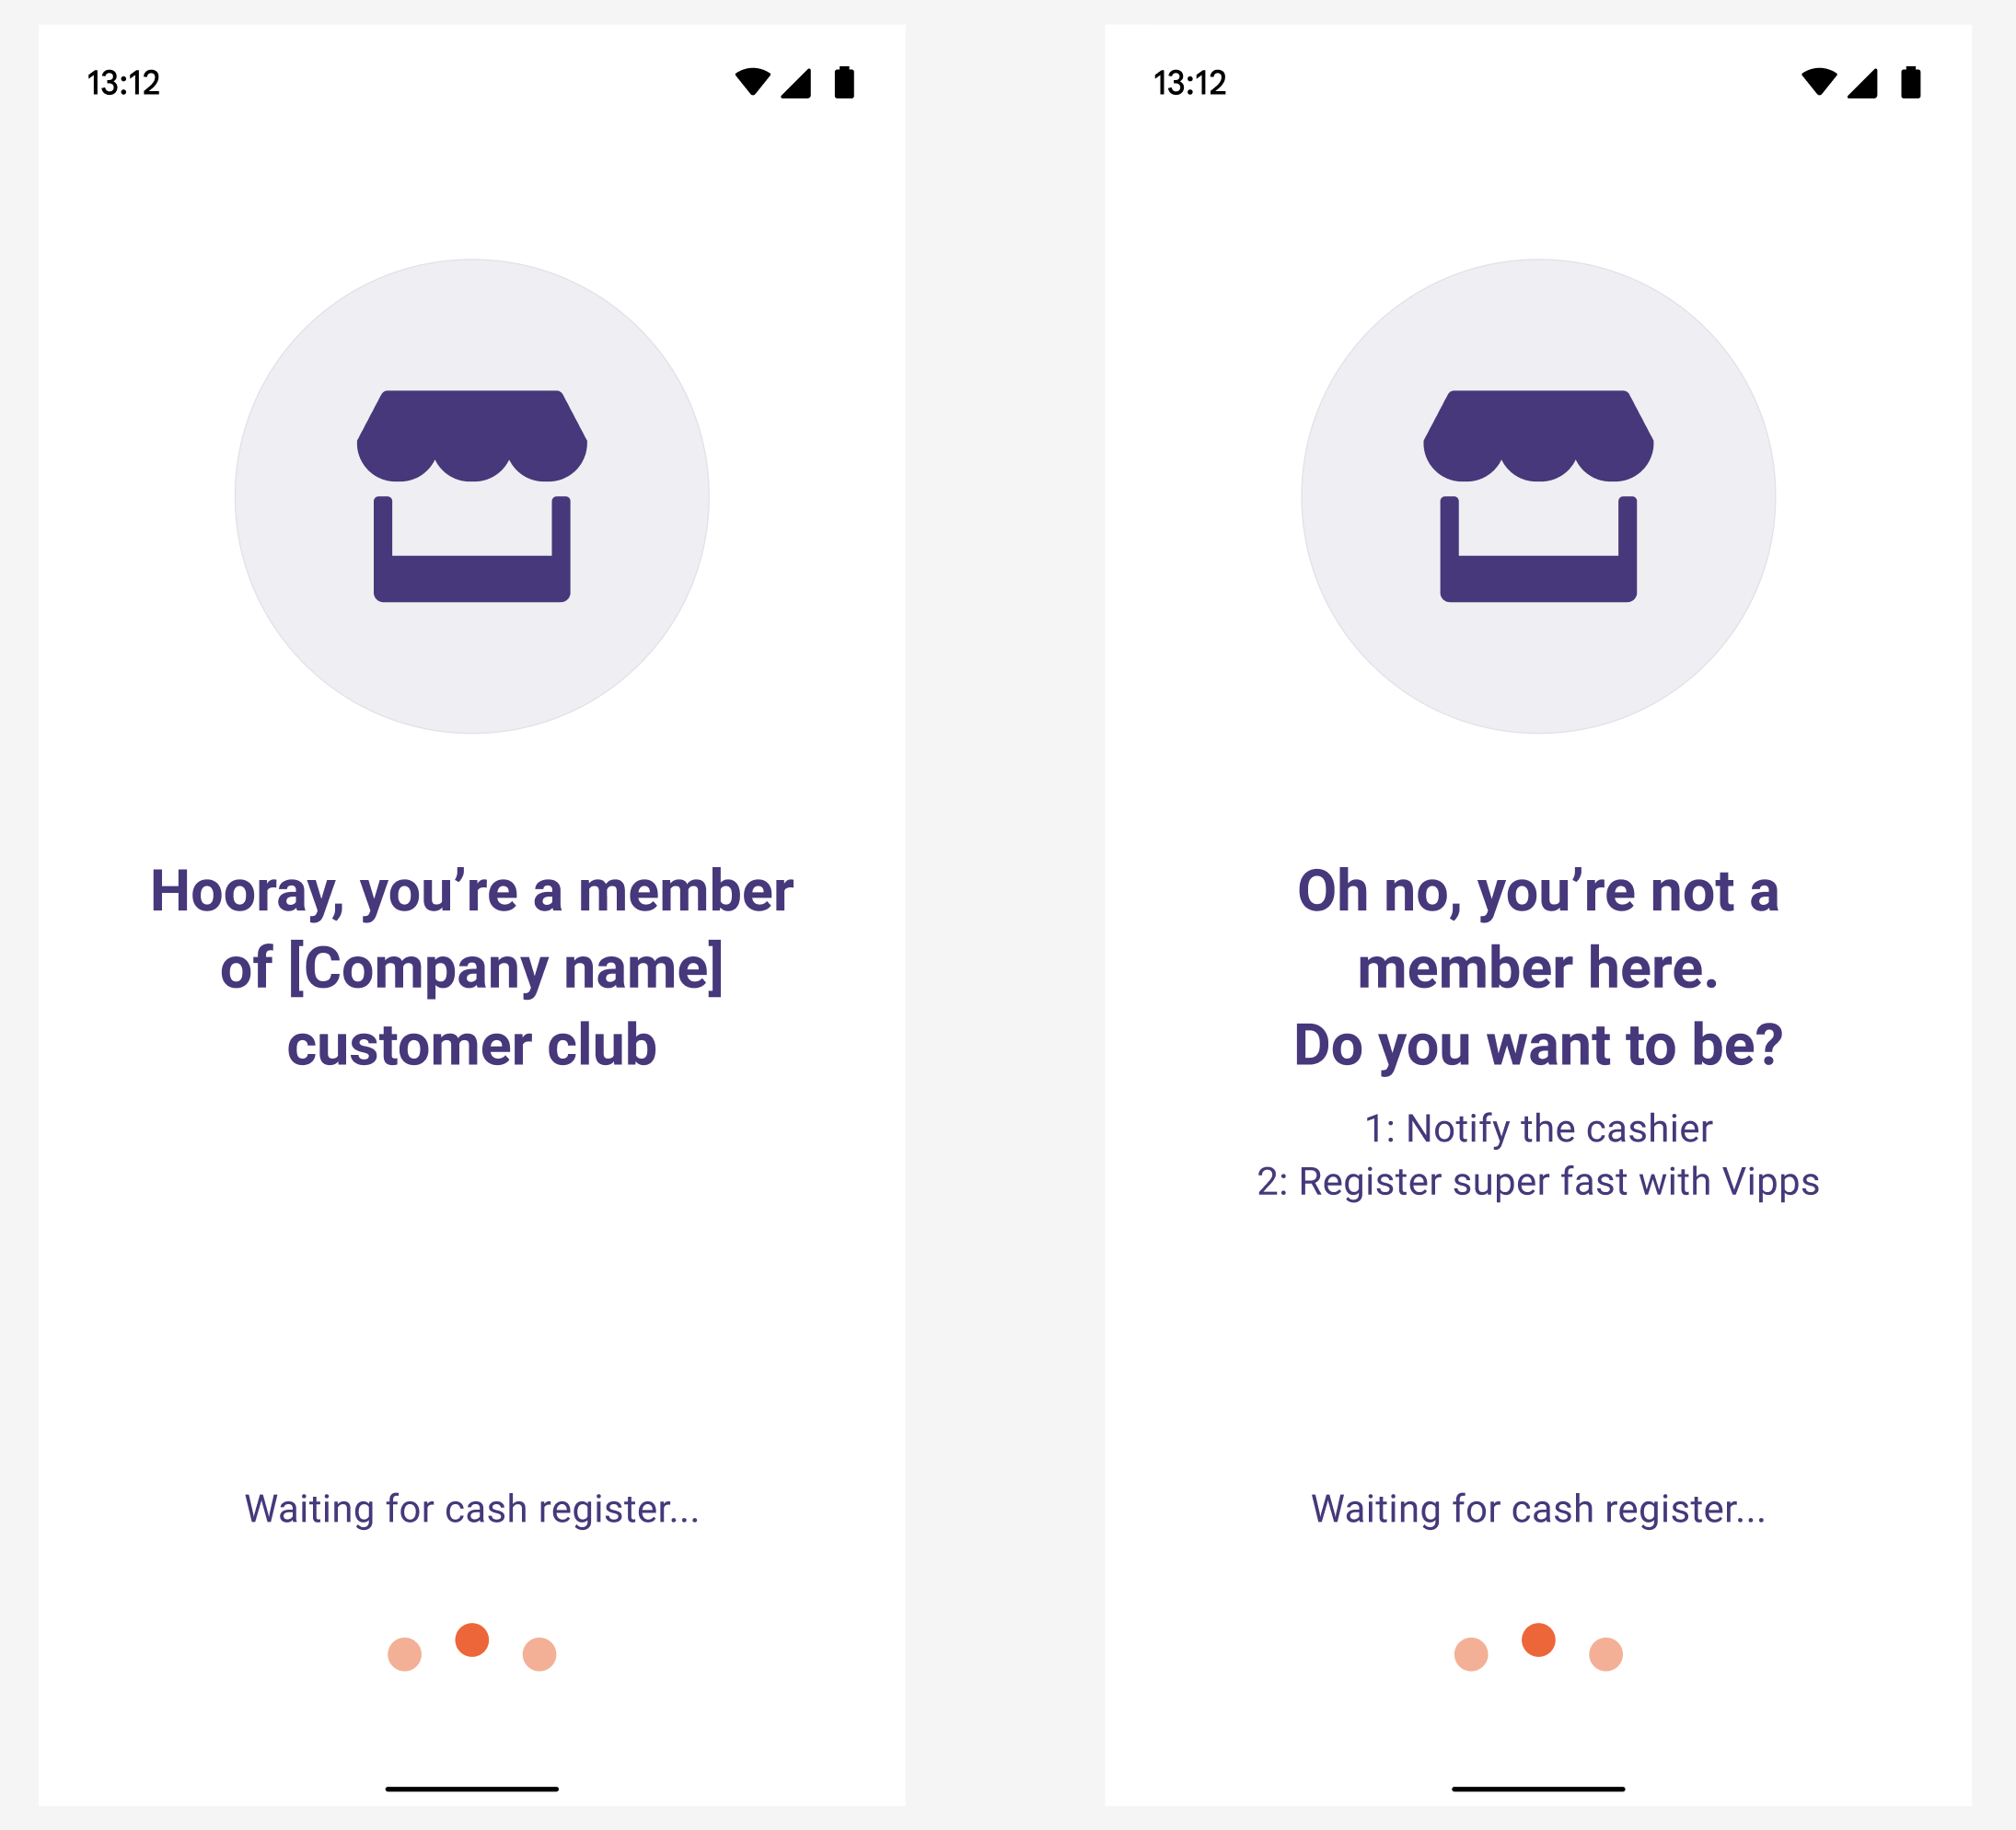 13:12
Hooray, you’re a member
of [Company name]
customer club
Waiting for cash register...
13:12
Oh no, you’re not a
member here.
Do you want to be?
1: Notify the cashier
2: Register super fast with Vipps
Waiting for cash register...